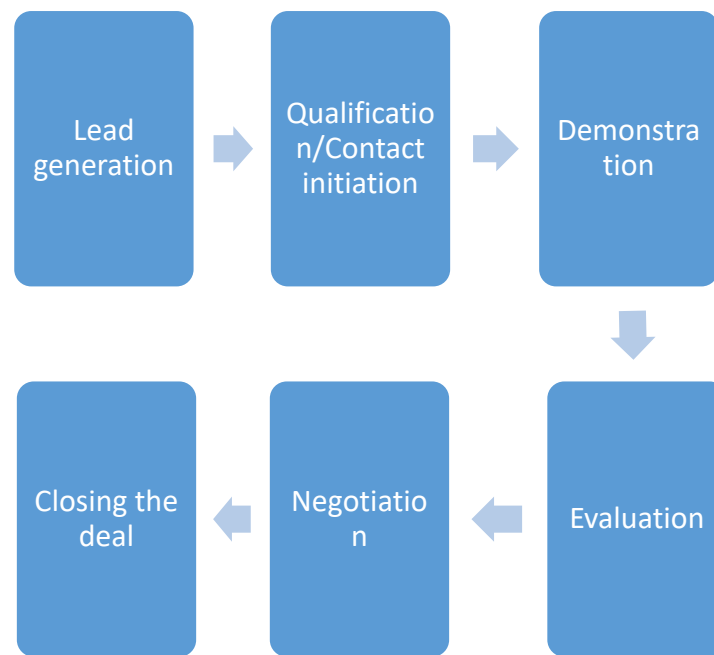 Lead
generation
Qualificatio
n/Contact
initiation
Demonstra
tion
Evaluation
Negotiatio
n
Closing the
deal